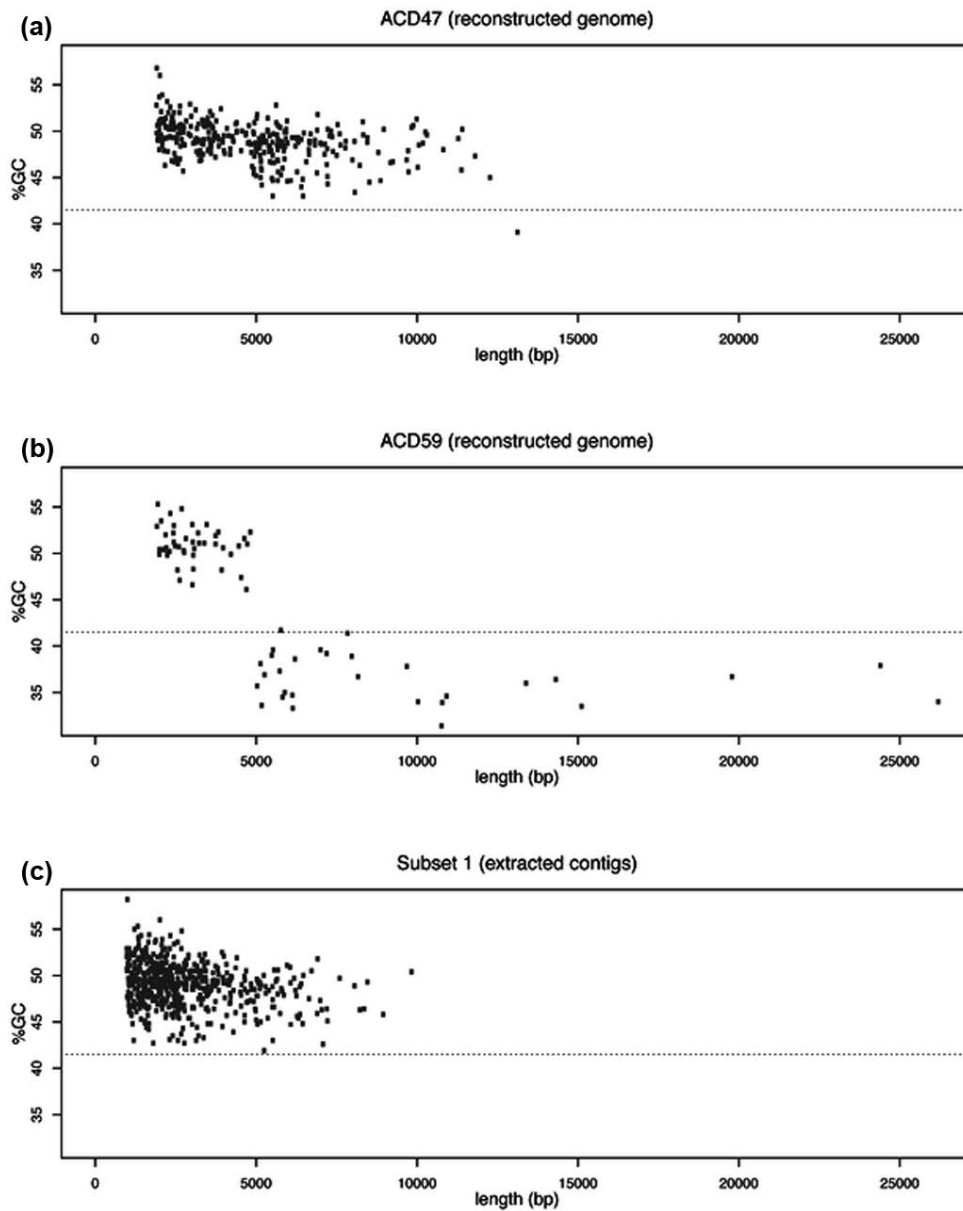 (a)
ACD47 (reconstructed genome)
%GC
55
50
45
40
35
0 5000 10000 15000 20000 25000
length (bp)
(b)
ACD59 (reconstructed genome)
%GC
55
50
45
40
35
0 5000 10000 15000 20000 25000
length (bp)
(c)
Subset 1 (extracted contigs)
%GC
55
50
45
40
35
0 5000 10000 15000 20000 25000
length (bp)